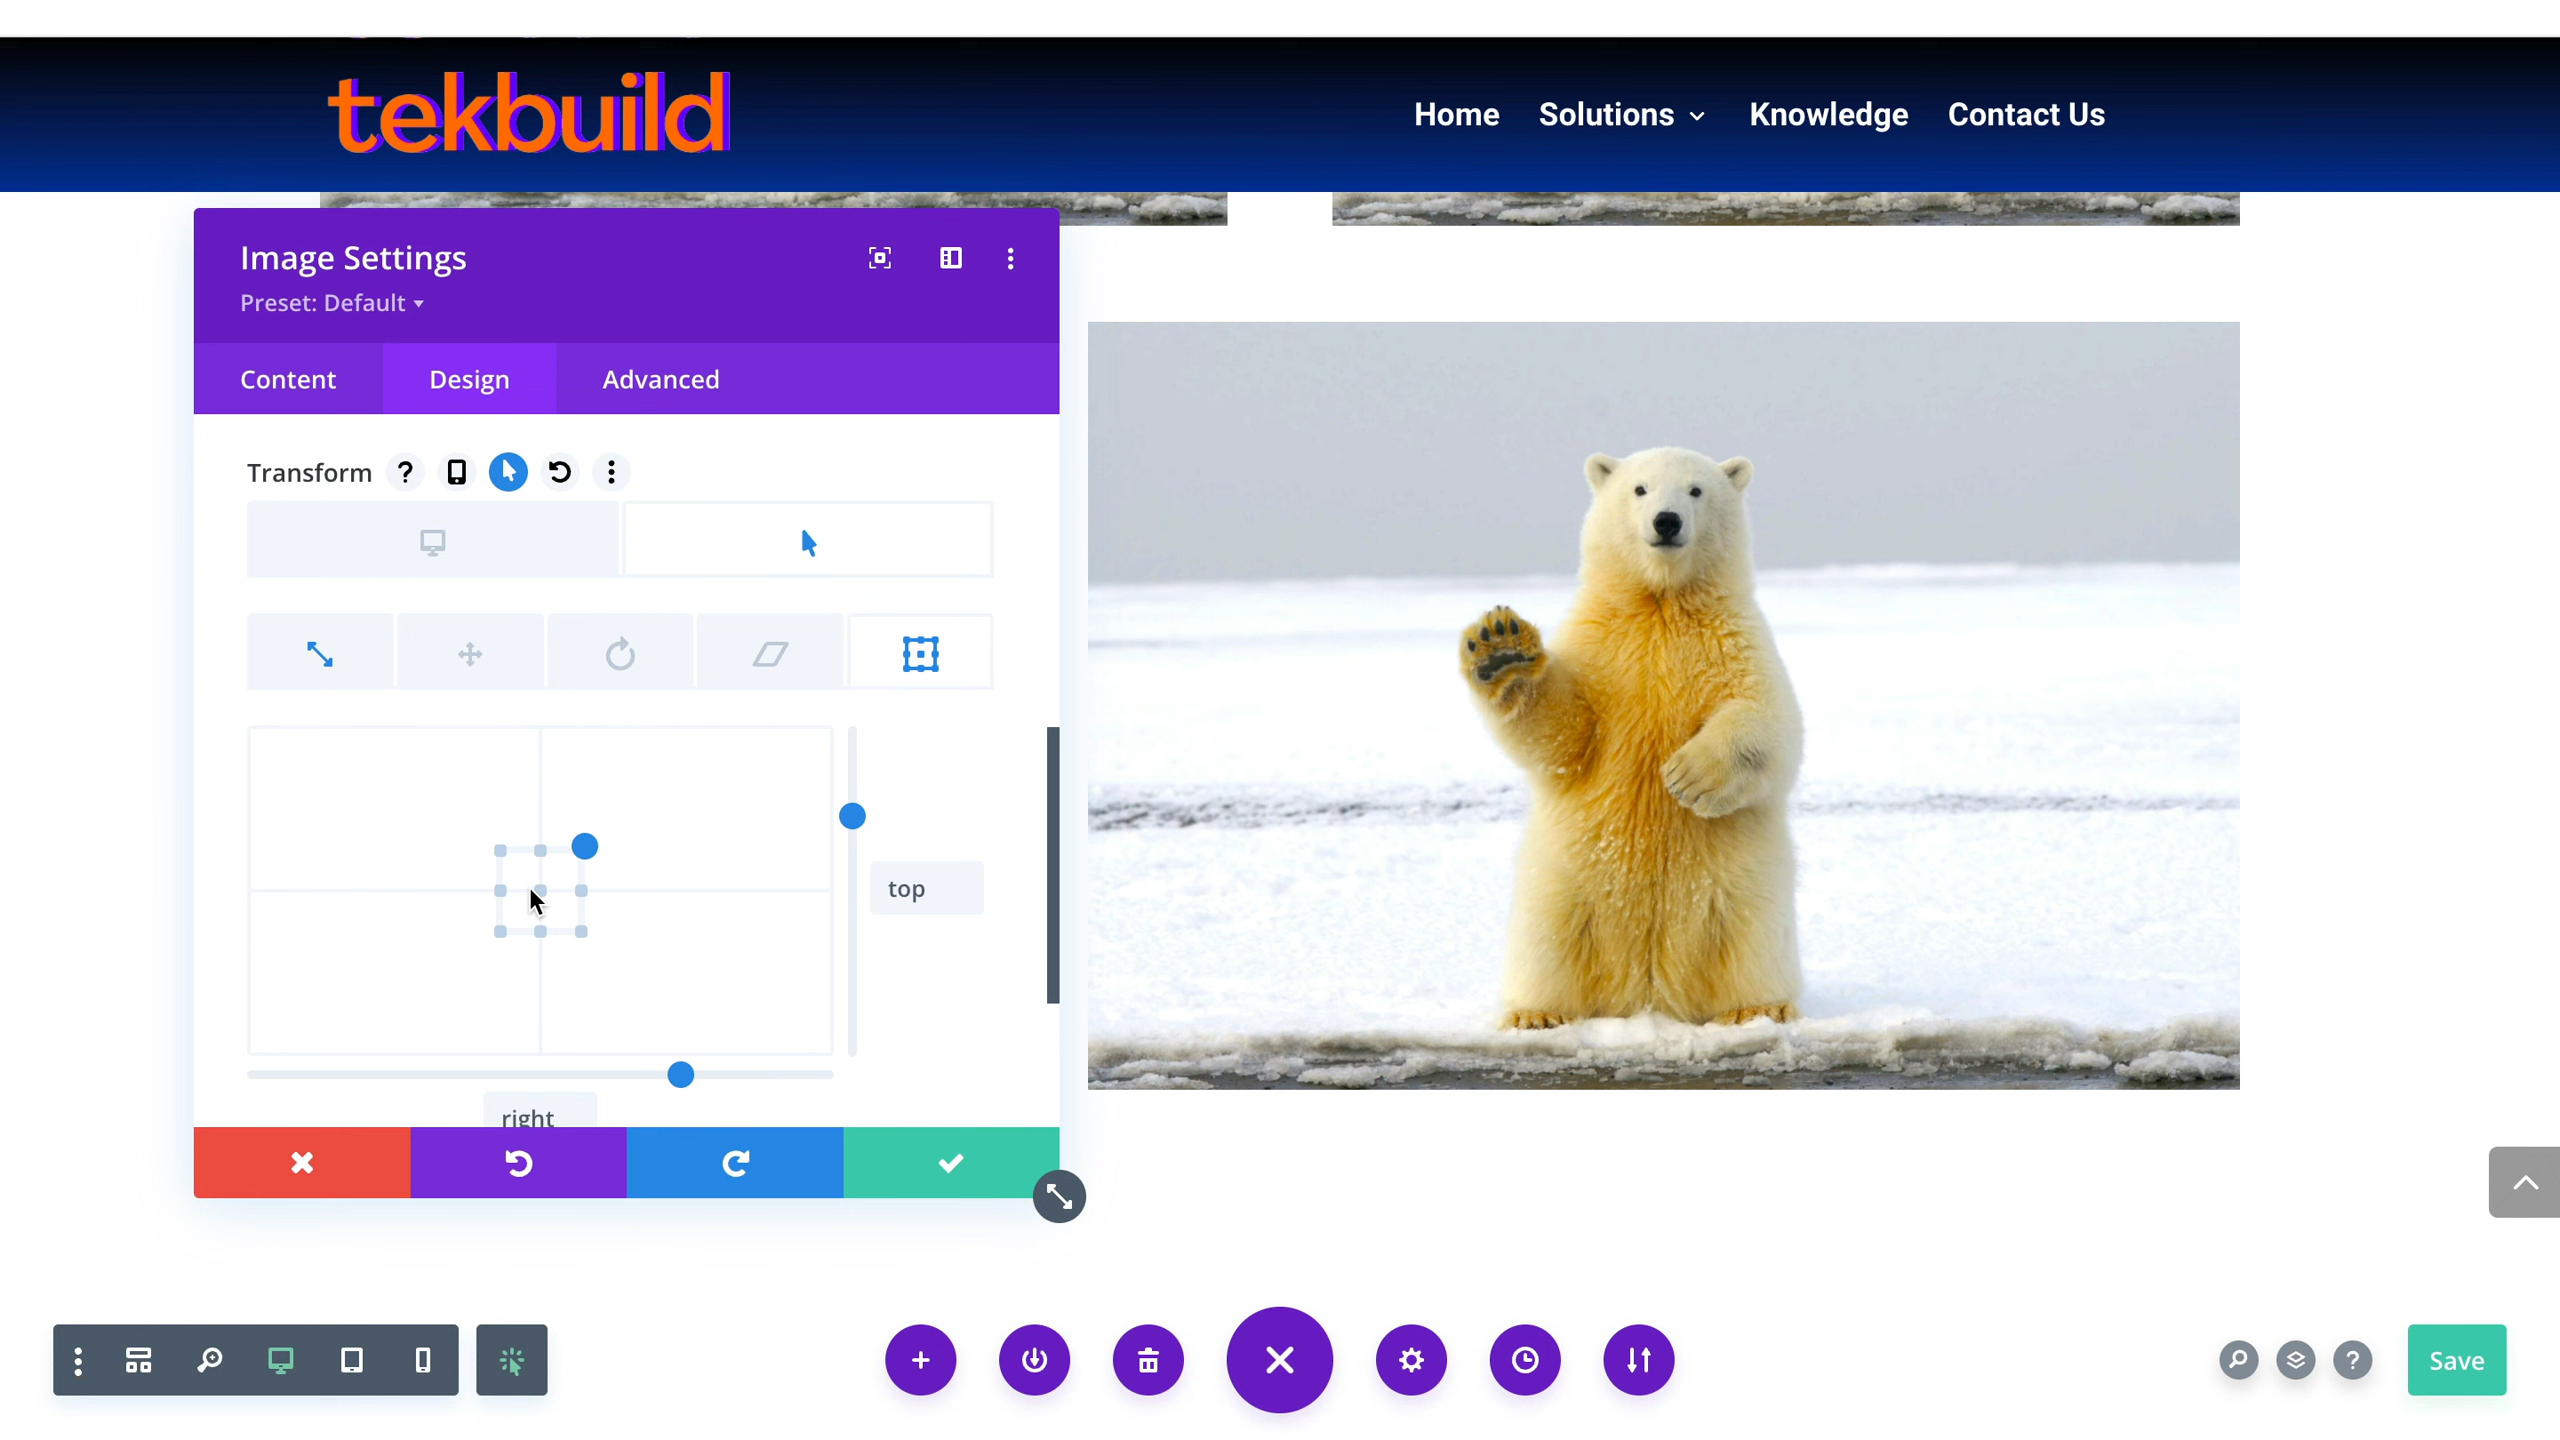 tekbuild
Home Solutions Knowledge Contact Us
Image Settings
Preset: Default
Content Design Advanced
Transform ?
top
right
? Save